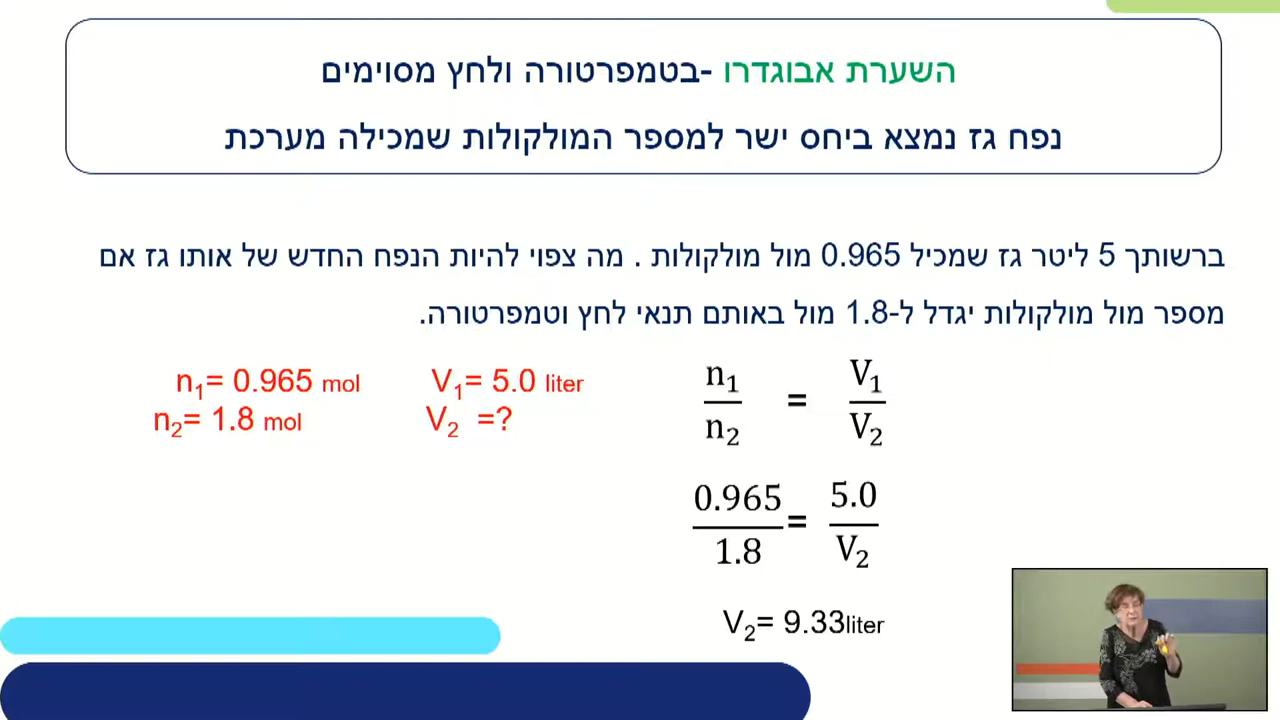 השערת אבוגדרו -בטמפרטורה ולחץ מסוימים
נפח גז נמצא ביחס ישר למספר המולקולות שמכילה מערכת
ברשותך 5 ליטר גז שמכיל 0.965 מול מולקולות . מה צפוי להיות הנפח החדש של אותו גז אם
מספר מול מולקולות יגדל ל-1.8 מול באותם תנאי לחץ וטמפרטורה.
n₁= 0.965 mol V₁= 5.0 liter
n₂= 1.8 mol V₂ =?
n₁/n₂ = V₁/V₂
0.965/1.8 = 5.0/V₂
V₂= 9.33liter